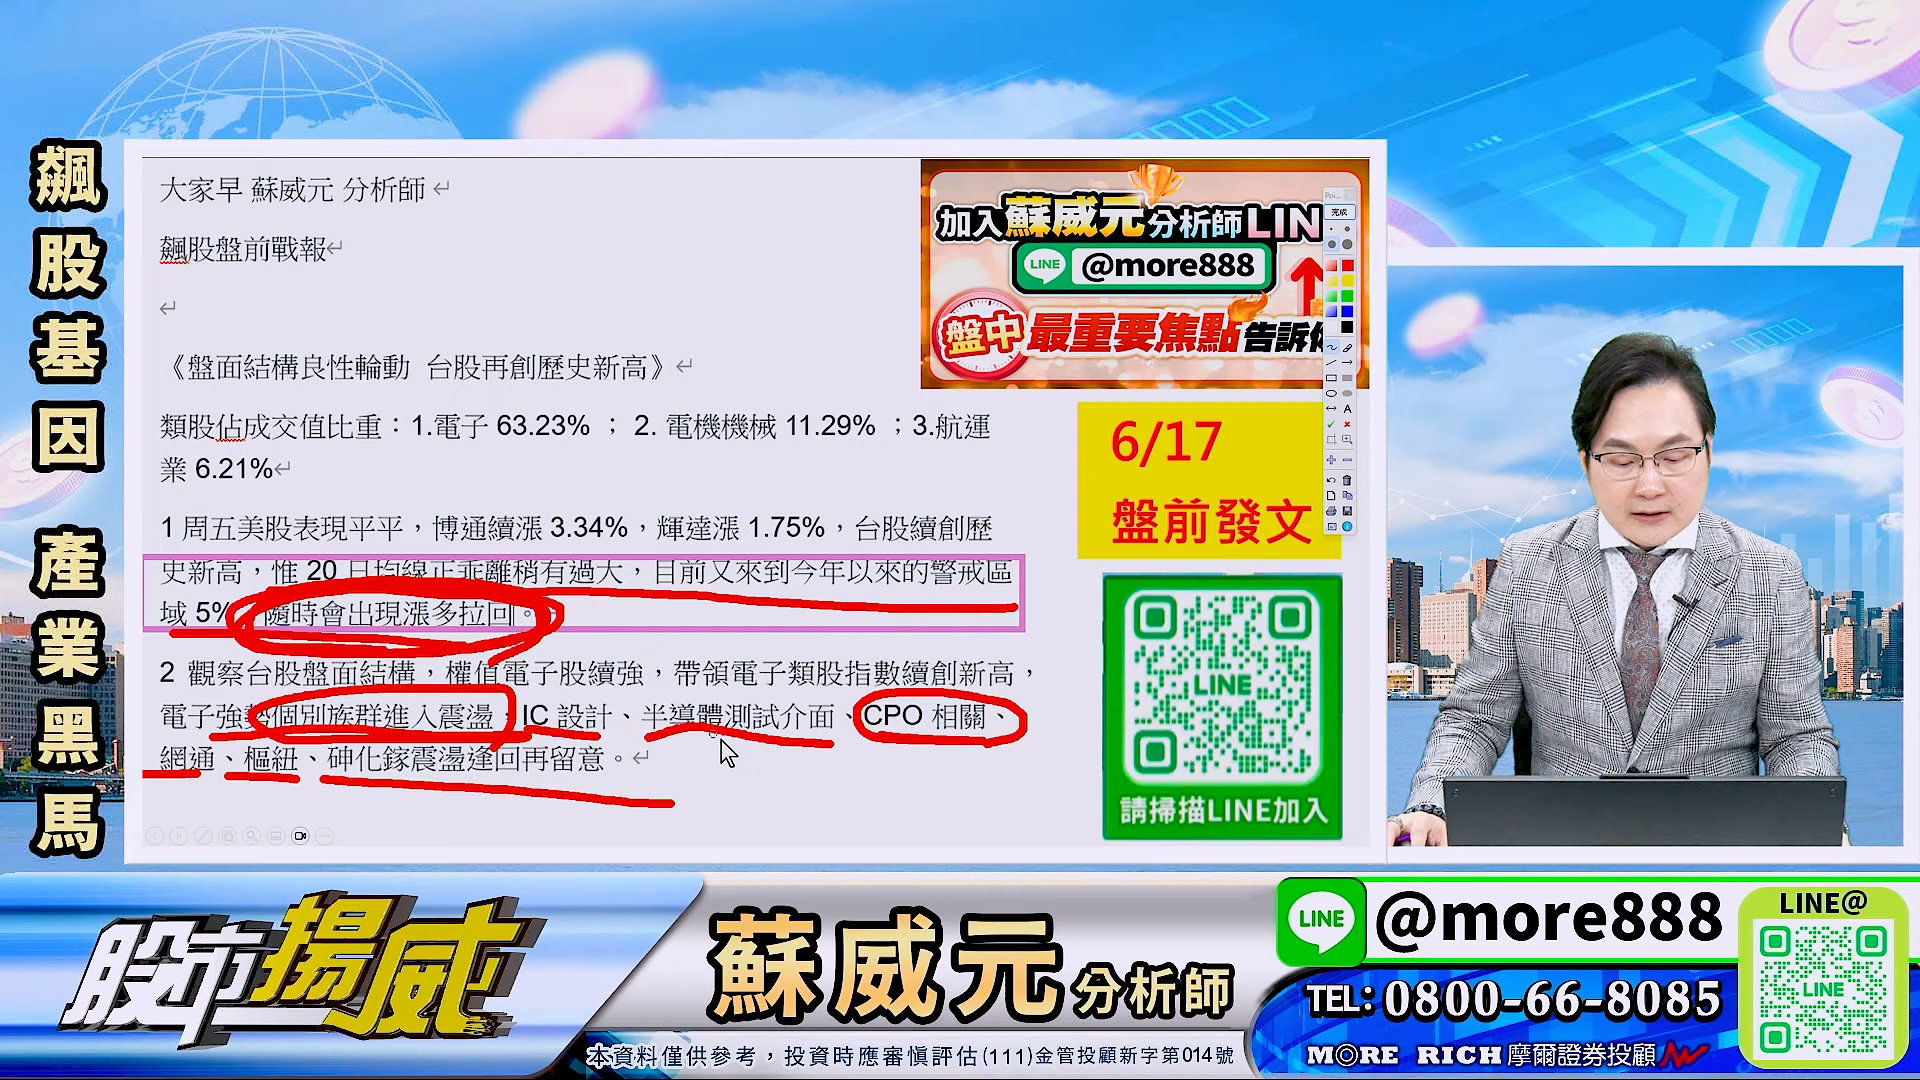 飆股基因 產業黑馬
大家早 蘇威元 分析師
飆股盤前戰報
《盤面結構良性輪動 台股再創歷史新高》
類股佔成交值比重：1.電子 63.23% ； 2. 電機機械 11.29% ；3.航運
業 6.21%
1 周五美股表現平平，博通續漲 3.34%，輝達漲 1.75%，台股續創歷
史新高，惟 20 日均線正乖離稍有過大，目前又來到今年以來的警戒區
域 5% 隨時會出現漲多拉回。
2 觀察台股盤面結構，權值電子股續強，帶領電子類股指數續創新高，
電子強勢個別族群進入震盪，IC 設計、半導體測試介面、CPO 相關、
網通、樞紐、砷化鎵震盪逢回再留意。
加入蘇威元分析師LIN
LINE @more888
盤中最重要焦點告訴你
完成
A
6/17
盤前發文
LINE
請掃描LINE加入
股市揚威
蘇威元 分析師
本資料僅供參考，投資時應審慎評估(111)金管投顧新字第014號
LINE @more888
TEL：0800-66-8085
MORE RICH 摩爾證券投顧
LINE@
LINE